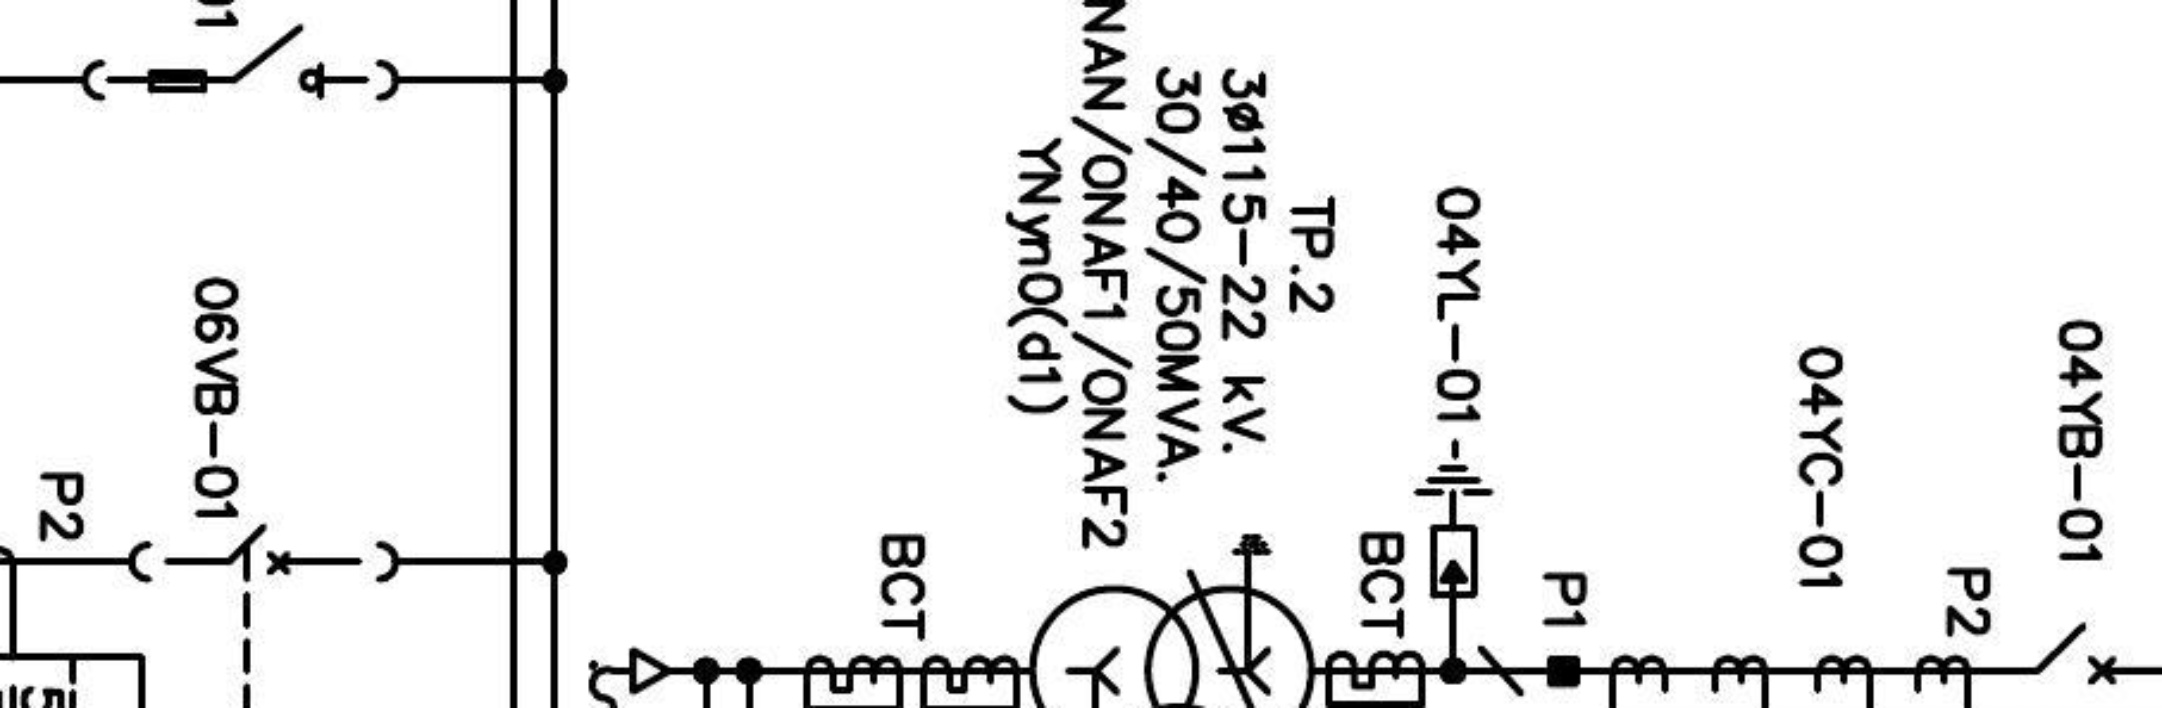 TP.2
3ø115-22 kV.
30/40/50MVA.
NAN/ONAF1/ONAF2
YNyn0(d1)
04YL-01
04YC-01
04YB-01
06VB-01
01
P2
BCT
BCT
P1
P2